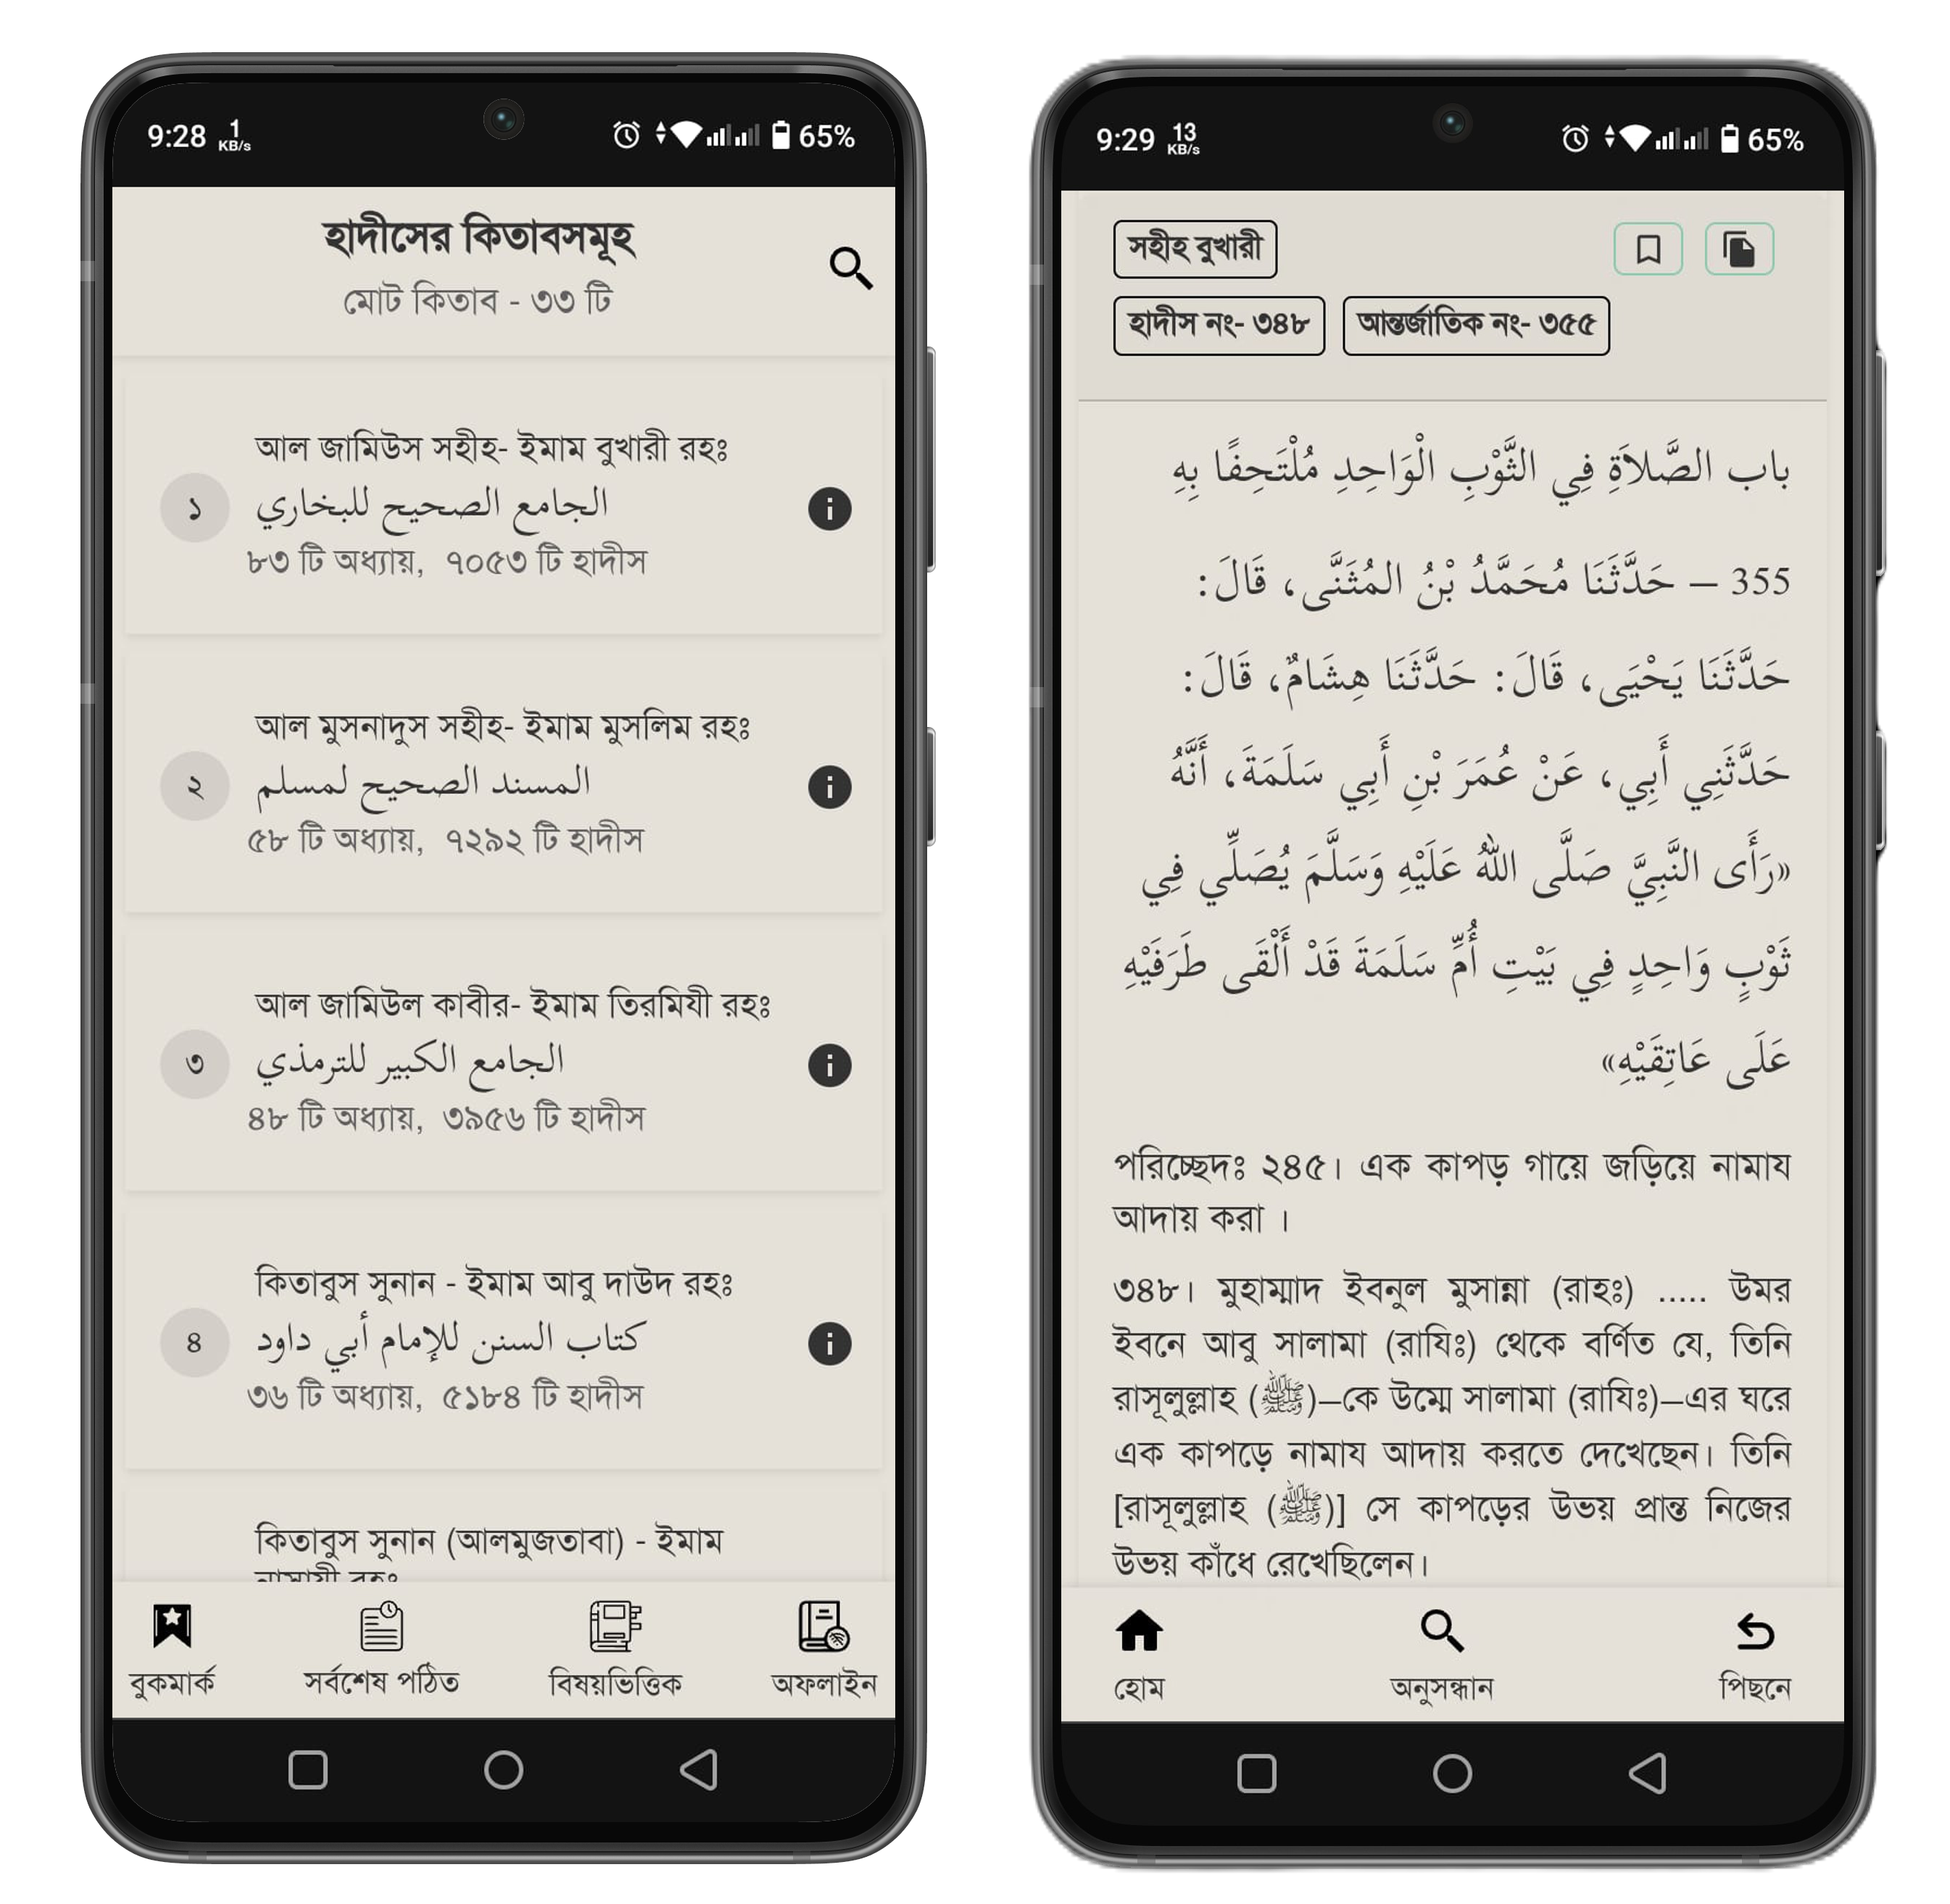 9:28 1 KB/s 65%
হাদীসের কিতাবসমূহ
মোট কিতাব - ৩৩ টি
১
আল জামিউস সহীহ- ইমাম বুখারী রহঃ
الجامع الصحيح للبخاري
৮৩ টি অধ্যায়, ৭০৫৩ টি হাদীস
২
আল মুসনাদুস সহীহ- ইমাম মুসলিম রহঃ
المسند الصحيح لمسلم
৫৮ টি অধ্যায়, ৭২৯২ টি হাদীস
৩
আল জামিউল কাবীর- ইমাম তিরমিযী রহঃ
الجامع الكبير للترمذي
৪৮ টি অধ্যায়, ৩৯৫৬ টি হাদীস
৪
কিতাবুস সুনান - ইমাম আবু দাউদ রহঃ
كتاب السنن للإمام أبي داود
৩৬ টি অধ্যায়, ৫১৮৪ টি হাদীস
কিতাবুস সুনান (আলমুজতাবা) - ইমাম
নাসায়ী রহঃ
বুকমার্ক সর্বশেষ পঠিত বিষয়ভিত্তিক অফলাইন
9:29 13 KB/s 65%
সহীহ বুখারী
হাদীস নং- ৩৪৮ আন্তর্জাতিক নং- ৩৫৫
باب الصَّلاَةِ فِي الثَّوْبِ الْوَاحِدِ مُلْتَحِفًا بِهِ
355 – حَدَّثَنَا مُحَمَّدُ بْنُ المُثَنَّى، قَالَ:
حَدَّثَنَا يَحْيَى، قَالَ: حَدَّثَنَا هِشَامٌ، قَالَ:
حَدَّثَنِي أَبِي، عَنْ عُمَرَ بْنِ أَبِي سَلَمَةَ، أَنَّهُ
«رَأَى النَّبِيَّ صَلَّى اللهُ عَلَيْهِ وَسَلَّمَ يُصَلِّي فِي
ثَوْبٍ وَاحِدٍ فِي بَيْتِ أُمِّ سَلَمَةَ قَدْ أَلْقَى طَرَفَيْهِ
عَلَى عَاتِقَيْهِ»
পরিচ্ছেদঃ ২৪৫। এক কাপড় গায়ে জড়িয়ে নামায
আদায় করা ।
৩৪৮। মুহাম্মাদ ইবনুল মুসান্না (রাহঃ) ..... উমর
ইবনে আবু সালামা (রাযিঃ) থেকে বর্ণিত যে, তিনি
রাসূলুল্লাহ (ﷺ)–কে উম্মে সালামা (রাযিঃ)–এর ঘরে
এক কাপড়ে নামায আদায় করতে দেখেছেন। তিনি
[রাসূলুল্লাহ (ﷺ)] সে কাপড়ের উভয় প্রান্ত নিজের
উভয় কাঁধে রেখেছিলেন।
হোম অনুসন্ধান পিছনে